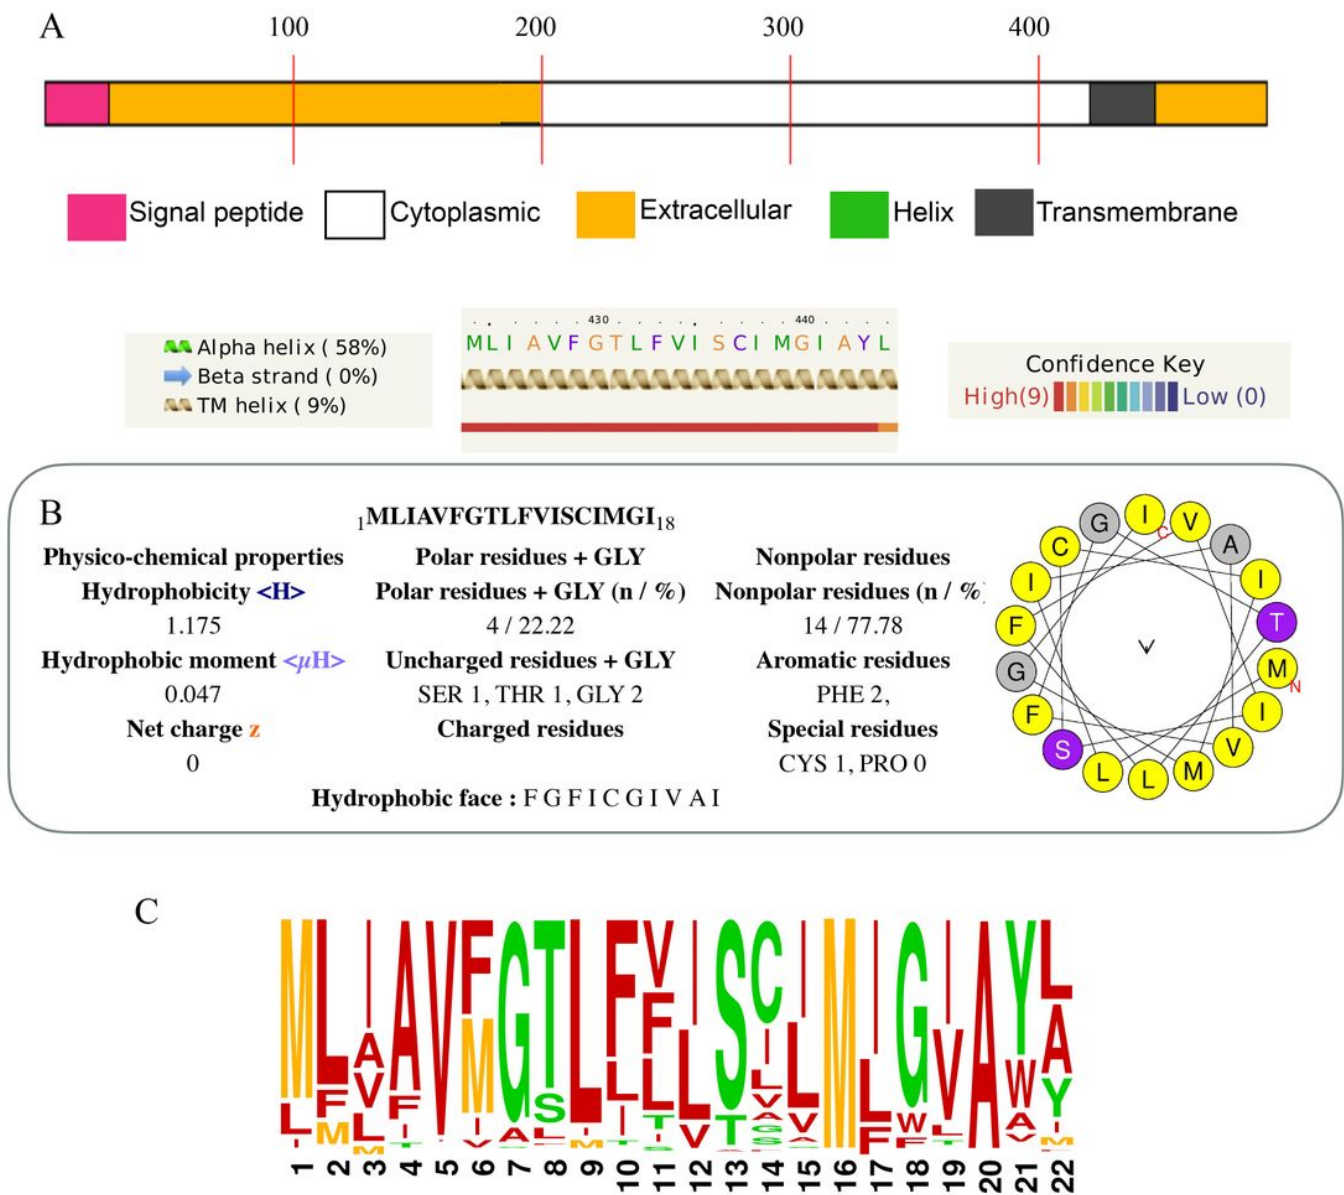 A
100 200 300 400
Signal peptide Cytoplasmic Extracellular Helix Transmembrane
Alpha helix ( 58%)
Beta strand ( 0%)
TM helix ( 9%)
430 440
M L I A V F G T L F V I S C I M G I A Y L
Confidence Key
High(9) Low (0)
B
1MLIAVFGTLFVISCIMGI18
Physico-chemical properties Polar residues + GLY Nonpolar residues
Hydrophobicity <H> Polar residues + GLY (n / %) Nonpolar residues (n / %
1.175 4 / 22.22 14 / 77.78
Hydrophobic moment <µH> Uncharged residues + GLY Aromatic residues
0.047 SER 1, THR 1, GLY 2 PHE 2,
Net charge z Charged residues Special residues
0 CYS 1, PRO 0
Hydrophobic face : F G F I C G I V A I
G I V A I T M I V M L L S F G F I C
C
N
C
M L I A V F G T L F V I S C I M I G I A Y L
1 2 3 4 5 6 7 8 9 10 11 12 13 14 15 16 17 18 19 20 21 22